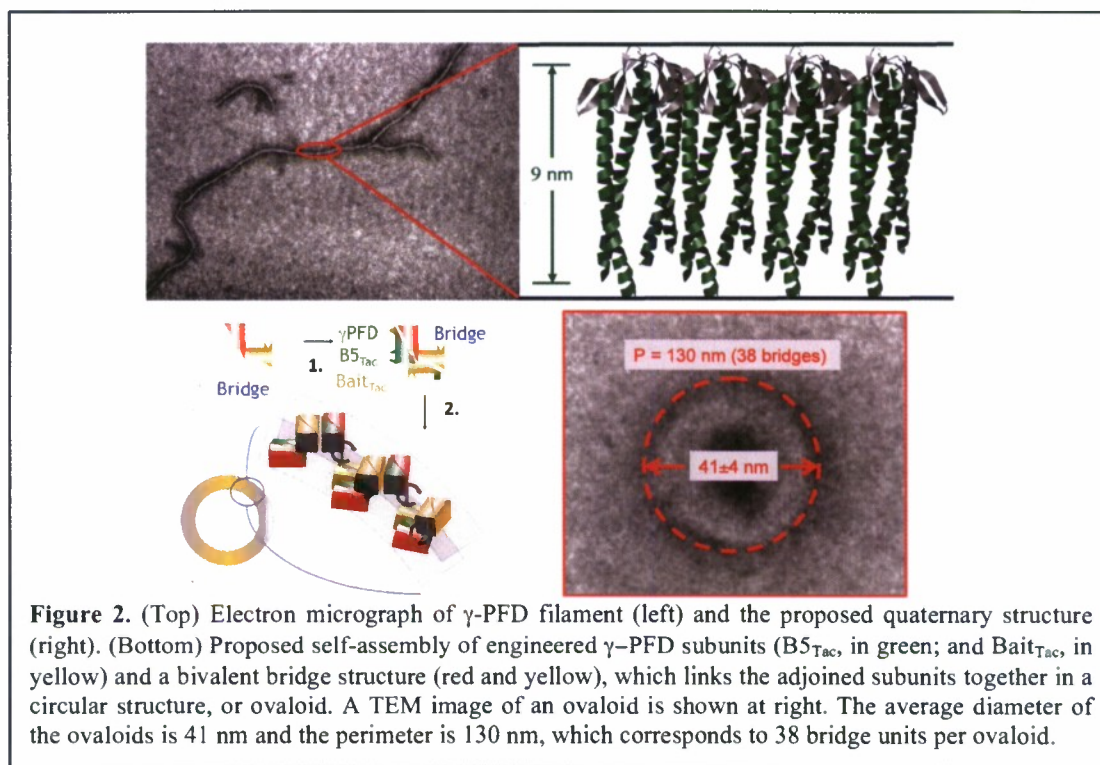 9 nm
γPFD
Bridge
1.
B5Tac
Bridge
BaitTac
2.
P = 130 nm (38 bridges)
41±4 nm
Figure 2. (Top) Electron micrograph of γ-PFD filament (left) and the proposed quaternary structure
(right). (Bottom) Proposed self-assembly of engineered γ–PFD subunits (B5Tac, in green; and BaitTac, in
yellow) and a bivalent bridge structure (red and yellow), which links the adjoined subunits together in a
circular structure, or ovaloid. A TEM image of an ovaloid is shown at right. The average diameter of
the ovaloids is 41 nm and the perimeter is 130 nm, which corresponds to 38 bridge units per ovaloid.